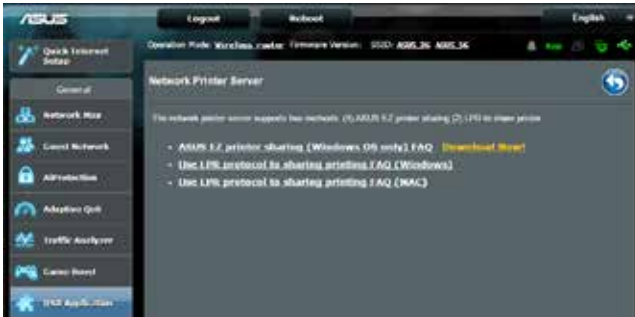 ASUS
Logout
Reboot
English
Operation Mode: Wireless router Firmware Version: SSID: ASUS_2G ASUS_5G
App
Quick Internet Setup
General
Network Map
Guest Network
AiProtection
Adaptive QoS
Traffic Analyzer
Game Boost
USB Application
Network Printer Server
The network printer server supports two methods: (1) ASUS EZ printer sharing (2) LPR to share printer
ASUS EZ printer sharing (Windows OS only) FAQ Download Now!
Use LPR protocol to sharing printing FAQ (Windows)
Use LPR protocol to sharing printing FAQ (MAC)